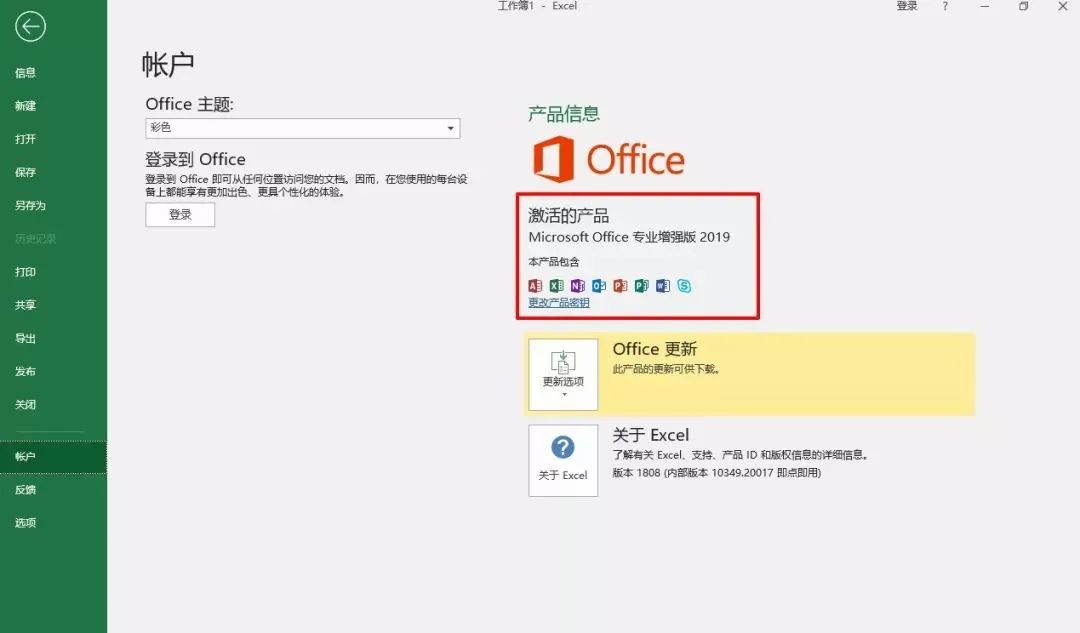 工作簿1 - Excel
登录
?
信息
新建
打开
保存
另存为
历史记录
打印
共享
导出
发布
关闭
帐户
反馈
选项
帐户
Office 主题:
彩色
登录到 Office
登录到 Office 即可从任何位置访问您的文档。因而，在您使用的每台设
备上都能享有更加出色、更具个性化的体验。
登录
产品信息
Office
激活的产品
Microsoft Office 专业增强版 2019
本产品包含
更改产品密钥
更新选项
Office 更新
此产品的更新可供下载。
关于 Excel
关于 Excel
了解有关 Excel、支持、产品 ID 和版权信息的详细信息。
版本 1808 (内部版本 10349.20017 即点即用)